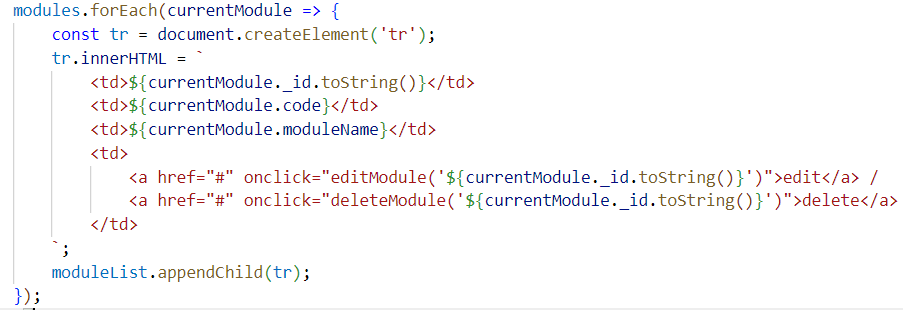 modules.forEach(currentModule => {
    const tr = document.createElement('tr');
    tr.innerHTML = `
        <td>${currentModule._id.toString()}</td>
        <td>${currentModule.code}</td>
        <td>${currentModule.moduleName}</td>
        <td>
            <a href="#" onclick="editModule('${currentModule._id.toString()}')">edit</a> /
            <a href="#" onclick="deleteModule('${currentModule._id.toString()}')">delete</a>
        </td>
    `;
    moduleList.appendChild(tr);
});